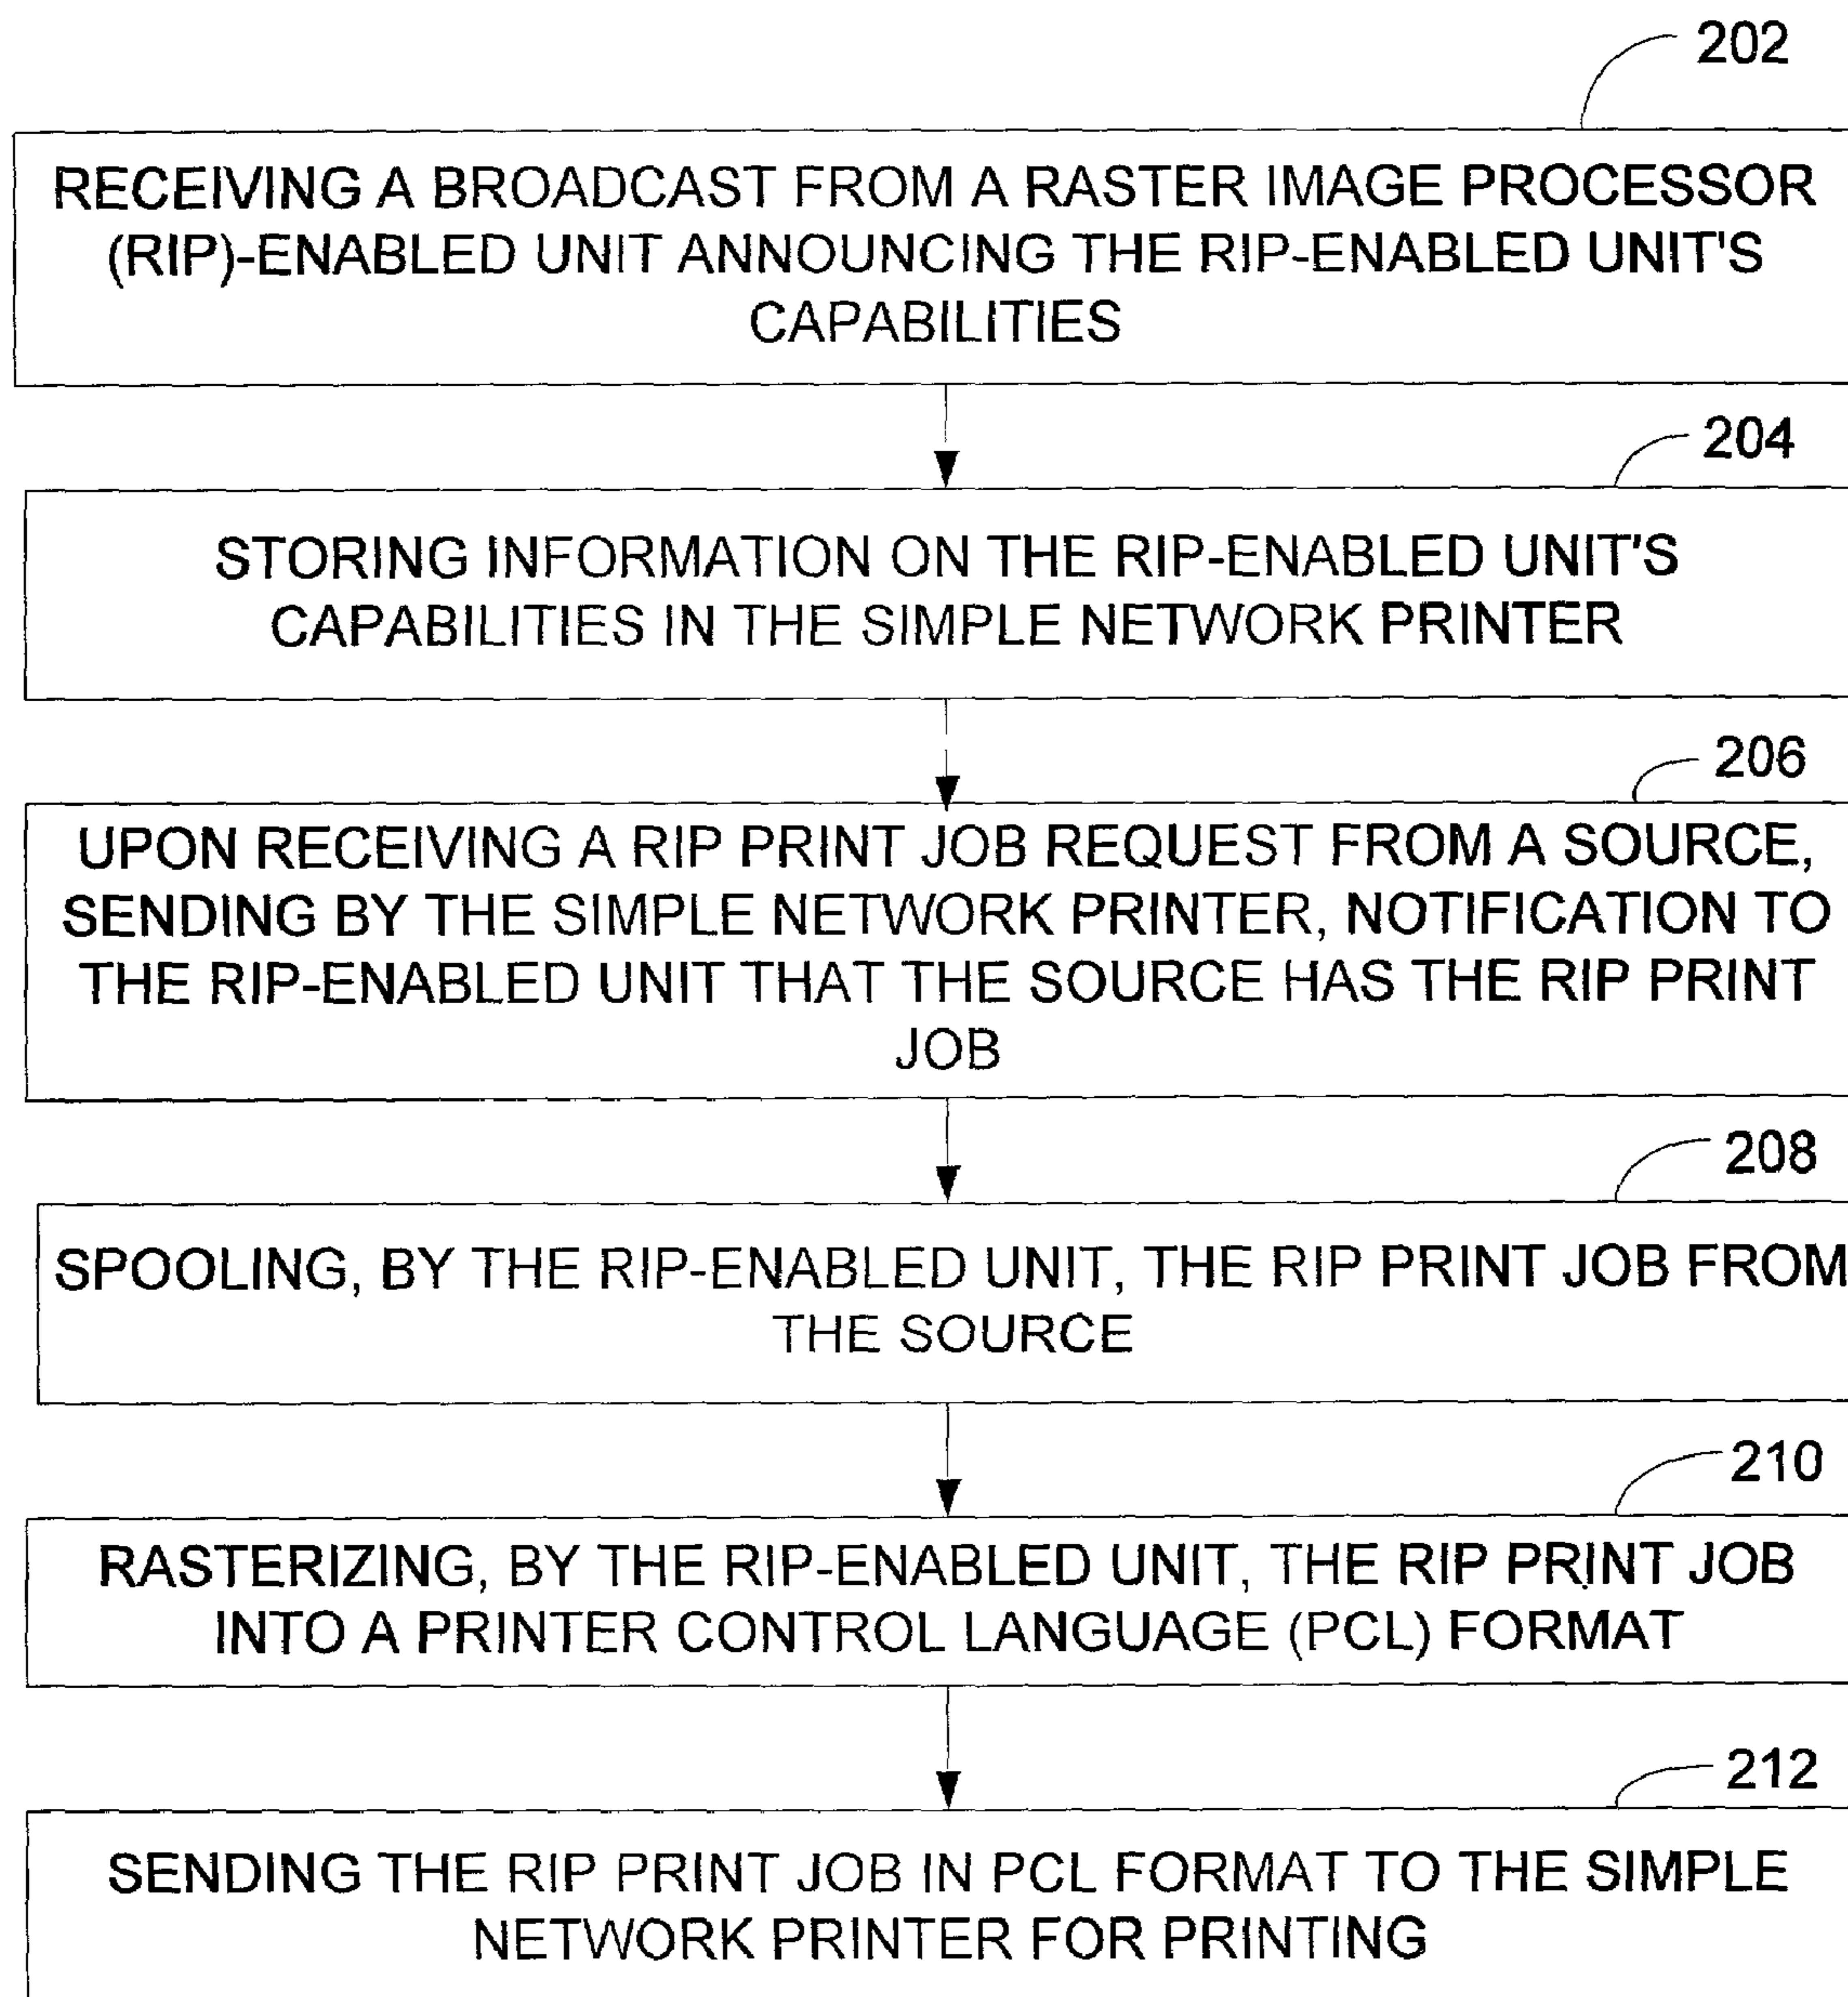 202
RECEIVING A BROADCAST FROM A RASTER IMAGE PROCESSOR
(RIP)-ENABLED UNIT ANNOUNCING THE RIP-ENABLED UNIT'S
CAPABILITIES
204
STORING INFORMATION ON THE RIP-ENABLED UNIT'S
CAPABILITIES IN THE SIMPLE NETWORK PRINTER
206
UPON RECEIVING A RIP PRINT JOB REQUEST FROM A SOURCE,
SENDING BY THE SIMPLE NETWORK PRINTER, NOTIFICATION TO
THE RIP-ENABLED UNIT THAT THE SOURCE HAS THE RIP PRINT
JOB
208
SPOOLING, BY THE RIP-ENABLED UNIT, THE RIP PRINT JOB FROM
THE SOURCE
210
RASTERIZING, BY THE RIP-ENABLED UNIT, THE RIP PRINT JOB
INTO A PRINTER CONTROL LANGUAGE (PCL) FORMAT
212
SENDING THE RIP PRINT JOB IN PCL FORMAT TO THE SIMPLE
NETWORK PRINTER FOR PRINTING